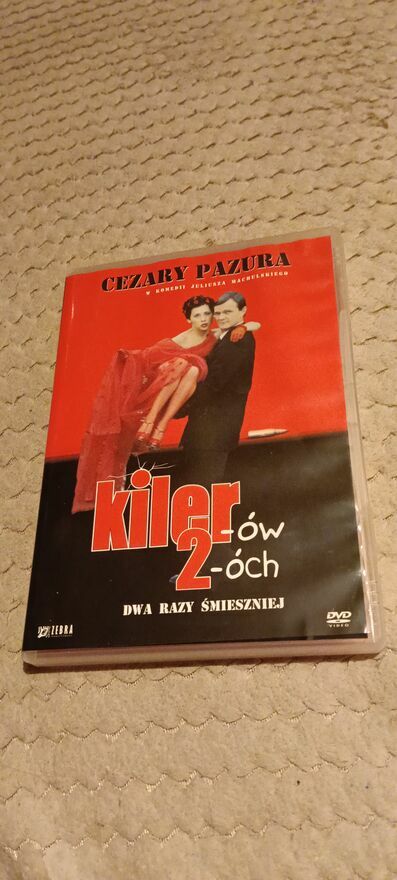 CEZARY PAZURA
W KOMEDII JULIUSZA MACHULSKIEGO
kiler-ów
2-óch
DWA RAZY ŚMIESZNIEJ
ZEBRA
DVD
VIDEO